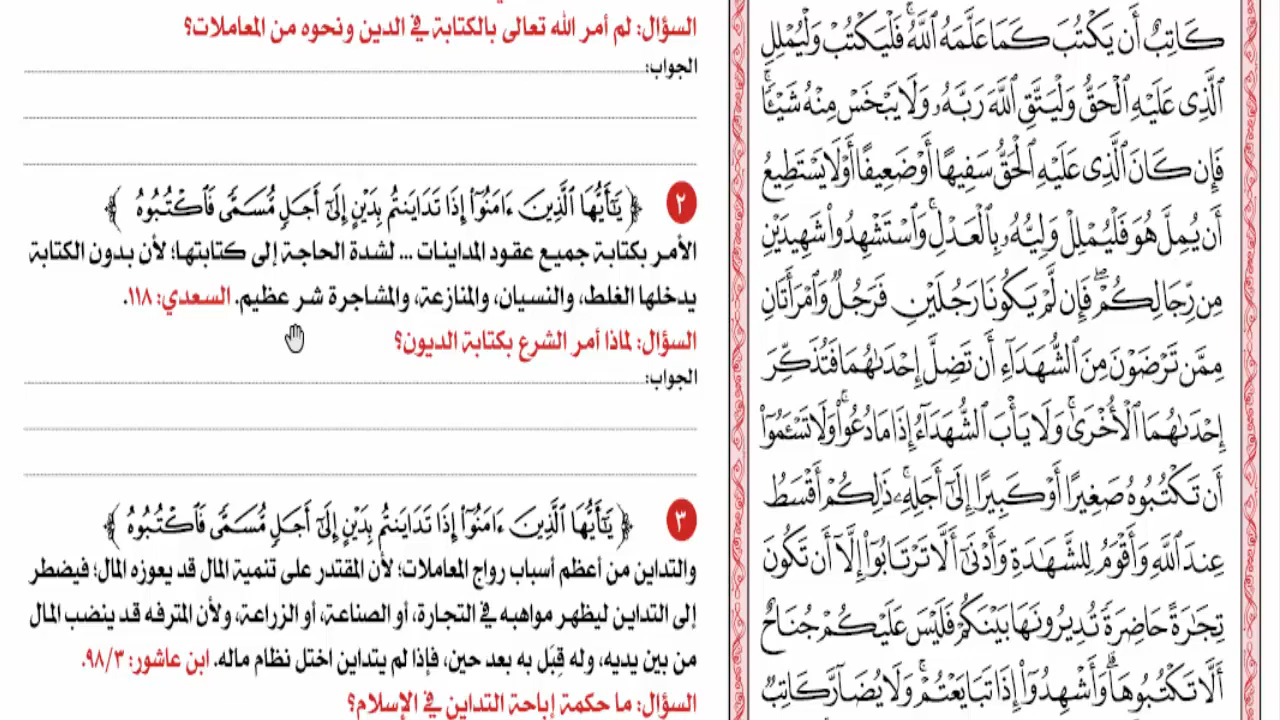 كَاتِبٌ أَن يَكْتُبَ كَمَا عَلَّمَهُ ٱللَّهُ ۚ فَلْيَكْتُبْ وَلْيُمْلِلِ
ٱلَّذِى عَلَيْهِ ٱلْحَقُّ وَلْيَتَّقِ ٱللَّهَ رَبَّهُۥ وَلَا يَبْخَسْ مِنْهُ شَيْـًٔا ۚ
فَإِن كَانَ ٱلَّذِى عَلَيْهِ ٱلْحَقُّ سَفِيهًا أَوْ ضَعِيفًا أَوْ لَا يَسْتَطِيعُ
أَن يُمِلَّ هُوَ فَلْيُمْلِلْ وَلِيُّهُۥ بِٱلْعَدْلِ ۚ وَٱسْتَشْهِدُوا۟ شَهِيدَيْنِ
مِن رِّجَالِكُمْ ۖ فَإِن لَّمْ يَكُونَا رَجُلَيْنِ فَرَجُلٌ وَٱمْرَأَتَانِ
مِمَّن تَرْضَوْنَ مِنَ ٱلشُّهَدَآءِ أَن تَضِلَّ إِحْدَىٰهُمَا فَتُذَكِّرَ
إِحْدَىٰهُمَا ٱلْأُخْرَىٰ ۚ وَلَا يَأْبَ ٱلشُّهَدَآءُ إِذَا مَا دُعُوا۟ ۚ وَلَا تَسْـَٔمُوٓا۟
أَن تَكْتُبُوهُ صَغِيرًا أَوْ كَبِيرًا إِلَىٰٓ أَجَلِهِۦ ۚ ذَٰلِكُمْ أَقْسَطُ
عِندَ ٱللَّهِ وَأَقْوَمُ لِلشَّهَـٰدَةِ وَأَدْنَىٰٓ أَلَّا تَرْتَابُوٓا۟ ۖ إِلَّآ أَن تَكُونَ
تِجَـٰرَةً حَاضِرَةً تُدِيرُونَهَا بَيْنَكُمْ فَلَيْسَ عَلَيْكُمْ جُنَاحٌ
أَلَّا تَكْتُبُوهَا ۗ وَأَشْهِدُوٓا۟ إِذَا تَبَايَعْتُمْ ۚ وَلَا يُضَآرَّ كَاتِبٌ
السؤال: لم أمر الله تعالى بالكتابة في الدين ونحوه من المعاملات؟
الجواب:
٢ ﴿ يَـٰٓأَيُّهَا ٱلَّذِينَ ءَامَنُوٓا۟ إِذَا تَدَايَنتُم بِدَيْنٍ إِلَىٰٓ أَجَلٍ مُّسَمًّى فَٱكْتُبُوهُ ﴾
الأمر بكتابة جميع عقود المداينات ... لشدة الحاجة إلى كتابتها؛ لأن بدون الكتابة
يدخلها الغلط، والنسيان، والمنازعة، والمشاجرة شر عظيم. السعدي: ١١٨.
السؤال: لماذا أمر الشرع بكتابة الديون؟
الجواب:
٣ ﴿ يَـٰٓأَيُّهَا ٱلَّذِينَ ءَامَنُوٓا۟ إِذَا تَدَايَنتُم بِدَيْنٍ إِلَىٰٓ أَجَلٍ مُّسَمًّى فَٱكْتُبُوهُ ﴾
والتداين من أعظم أسباب رواج المعاملات؛ لأن المقتدر على تنمية المال قد يعوزه المال؛ فيضطر
إلى التداين ليظهر مواهبه في التجارة، أو الصناعة، أو الزراعة، ولأن المترفه قد ينضب المال
من بين يديه، وله قِبَل به بعد حين، فإذا لم يتداين اختل نظام ماله. ابن عاشور: ٩٨/٣.
السؤال: ما حكمة إباحة التداين في الإسلام؟